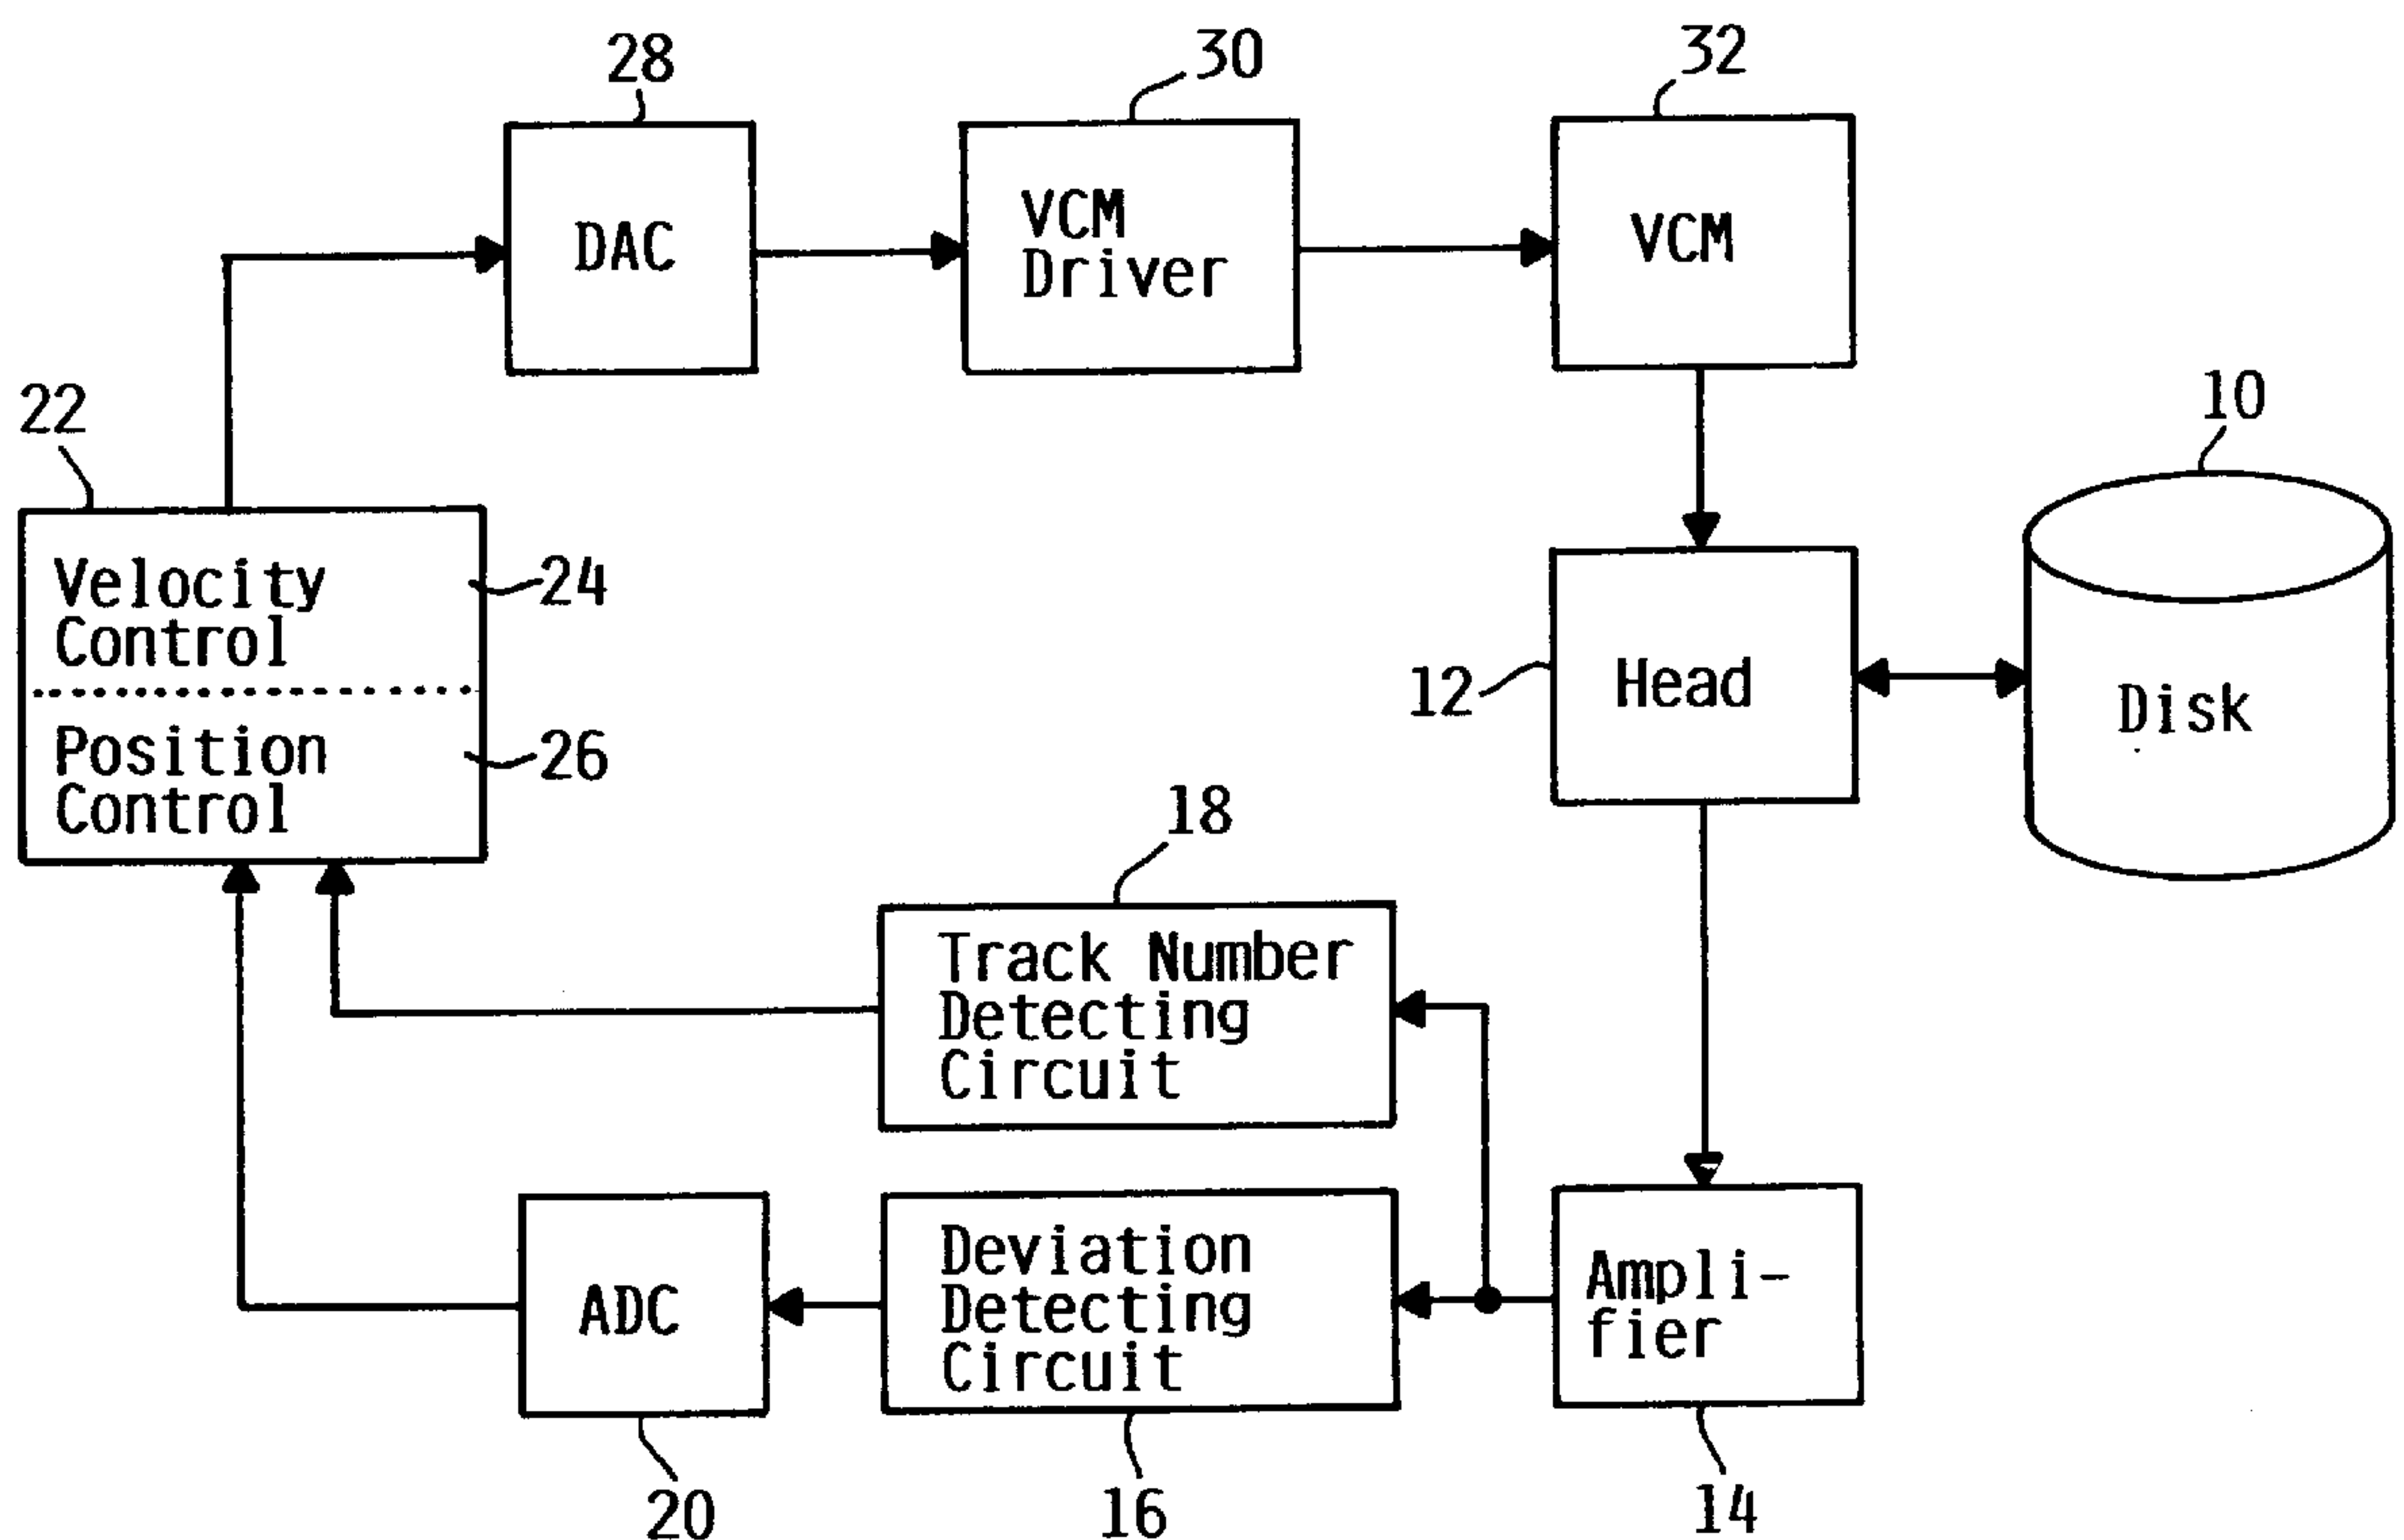 28
30
32
DAC
VCM
Driver
VCM
22
10
Velocity
Control
24
Position
Control
26
12
Head
Disk
18
Track Number
Detecting
Circuit
ADC
Deviation
Detecting
Circuit
Ampli-
fier
20
16
14